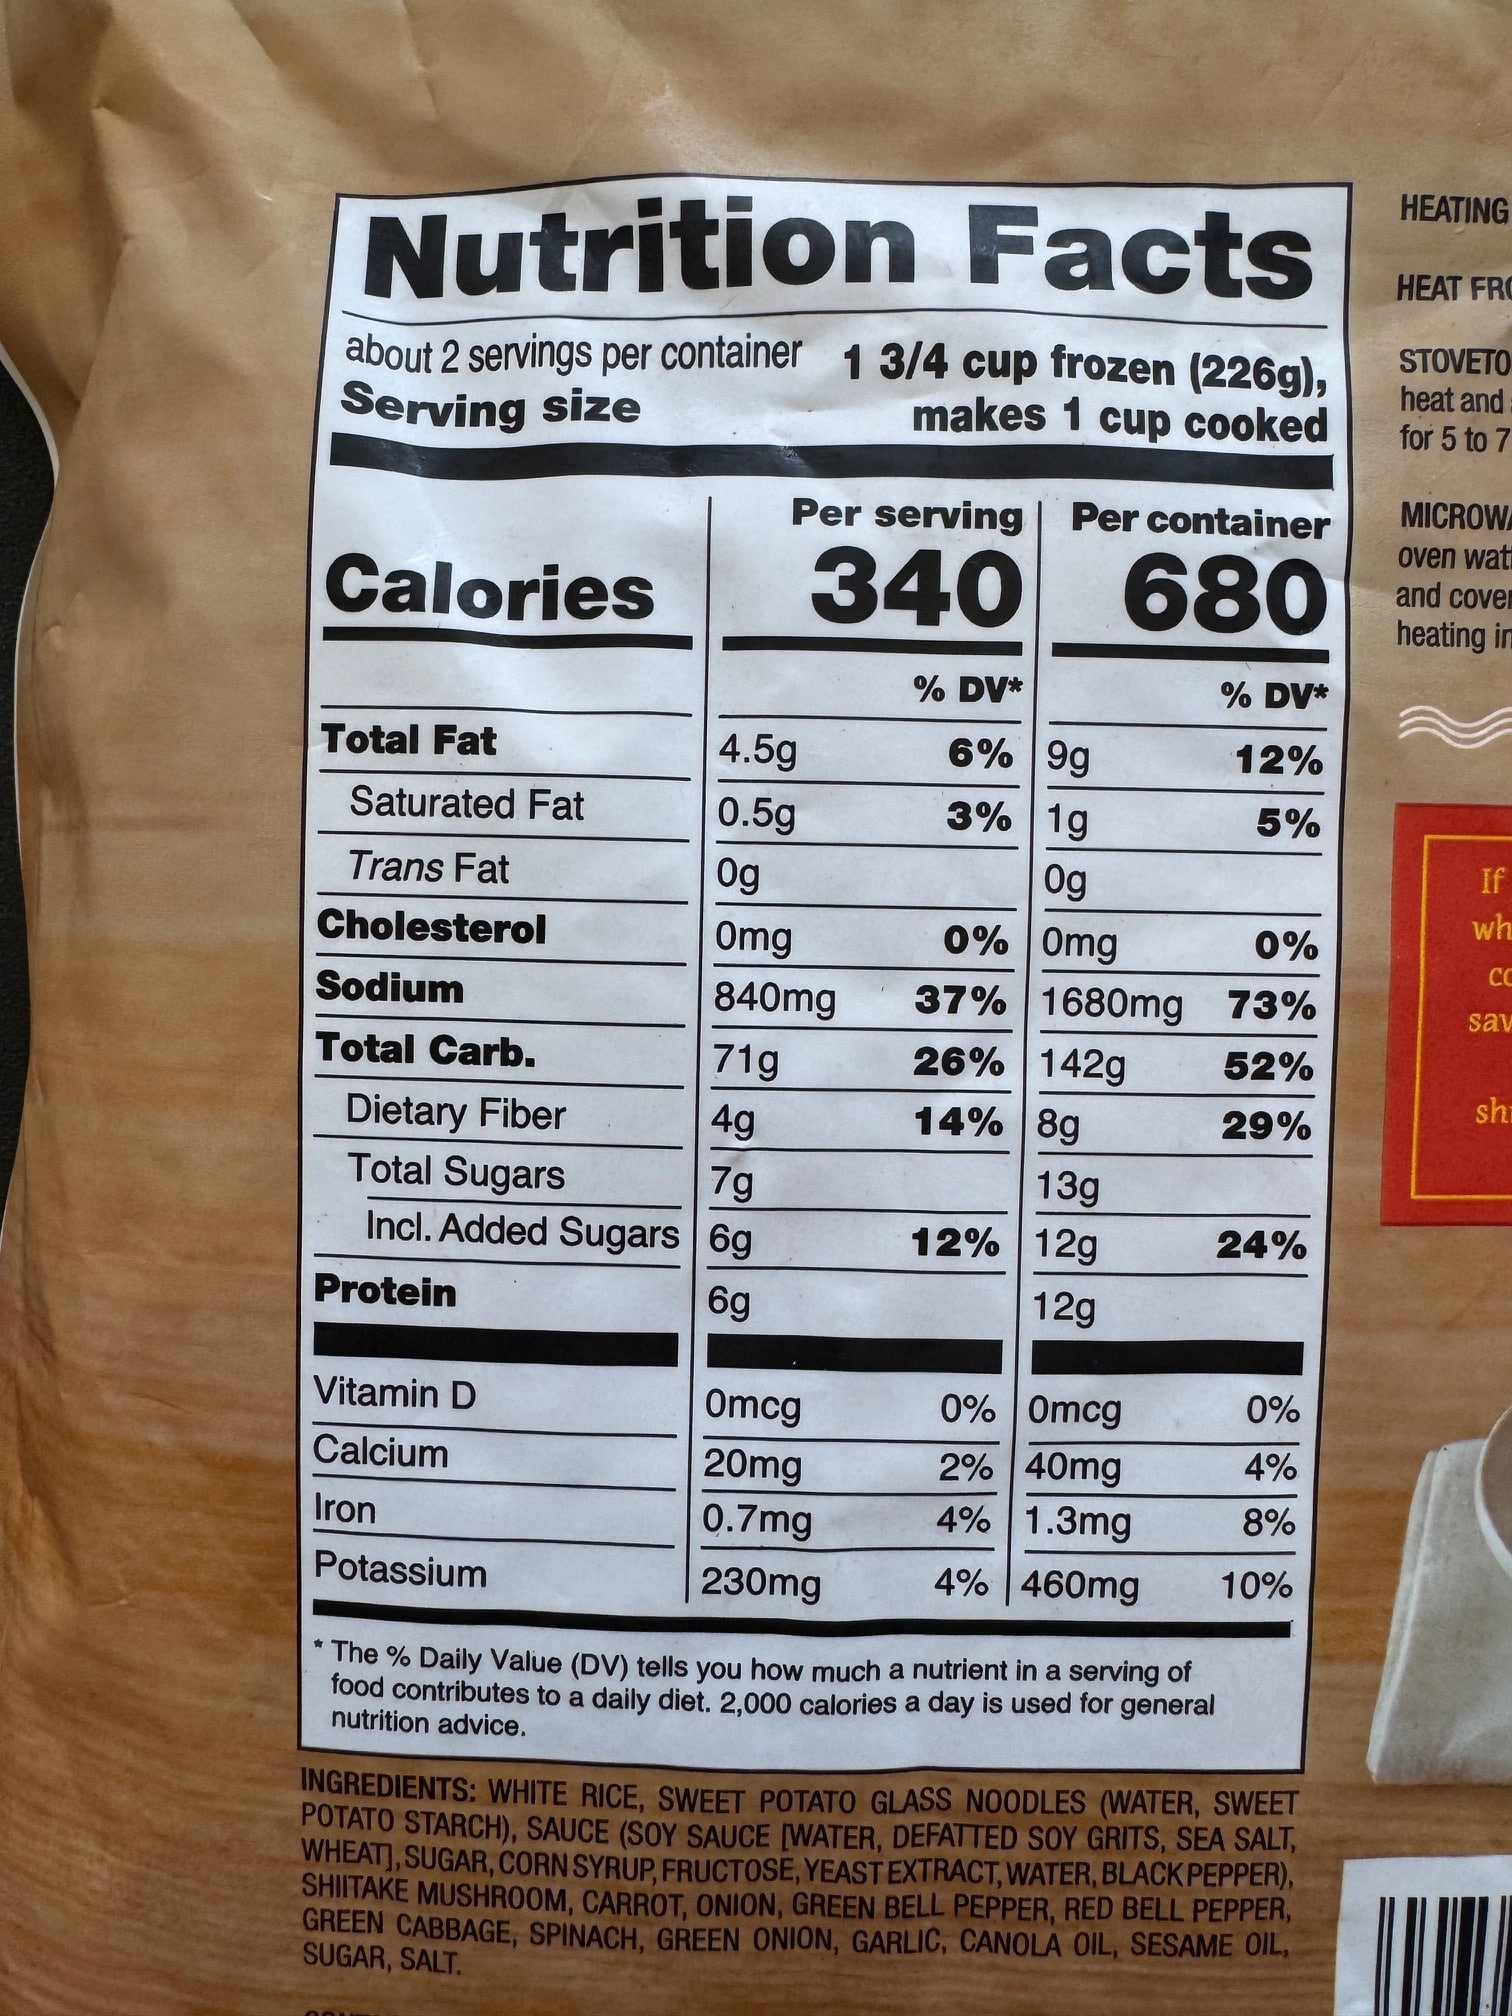 Nutrition Facts
about 2 servings per container
Serving size 1 3/4 cup frozen (226g),
makes 1 cup cooked
Per serving Per container
Calories 340 680
% DV* % DV*
Total Fat 4.5g 6% 9g 12%
Saturated Fat 0.5g 3% 1g 5%
Trans Fat 0g 0g
Cholesterol 0mg 0% 0mg 0%
Sodium 840mg 37% 1680mg 73%
Total Carb. 71g 26% 142g 52%
Dietary Fiber 4g 14% 8g 29%
Total Sugars 7g 13g
Incl. Added Sugars 6g 12% 12g 24%
Protein 6g 12g
Vitamin D 0mcg 0% 0mcg 0%
Calcium 20mg 2% 40mg 4%
Iron 0.7mg 4% 1.3mg 8%
Potassium 230mg 4% 460mg 10%
* The % Daily Value (DV) tells you how much a nutrient in a serving of
food contributes to a daily diet. 2,000 calories a day is used for general
nutrition advice.
INGREDIENTS: WHITE RICE, SWEET POTATO GLASS NOODLES (WATER, SWEET
POTATO STARCH), SAUCE (SOY SAUCE [WATER, DEFATTED SOY GRITS, SEA SALT,
WHEAT], SUGAR, CORN SYRUP, FRUCTOSE, YEAST EXTRACT, WATER, BLACK PEPPER),
SHIITAKE MUSHROOM, CARROT, ONION, GREEN BELL PEPPER, RED BELL PEPPER,
GREEN CABBAGE, SPINACH, GREEN ONION, GARLIC, CANOLA OIL, SESAME OIL,
SUGAR, SALT.
HEATING
HEAT
heat and
for 5 to 7
oven
and
heating
If